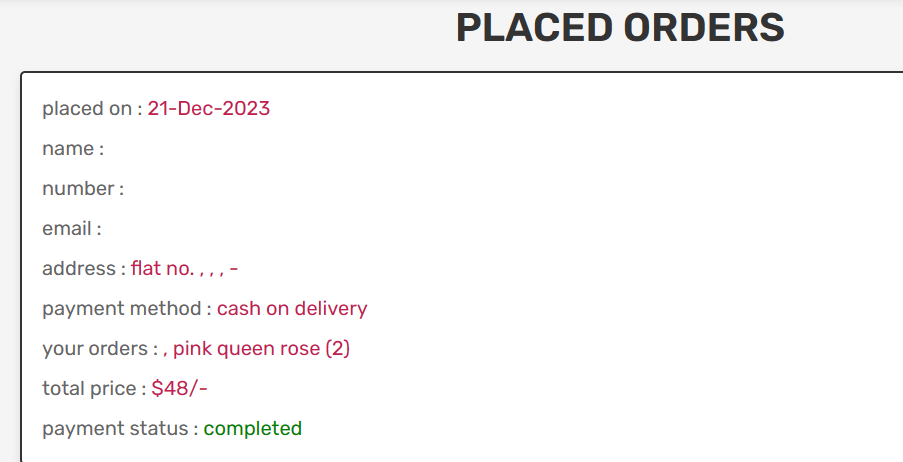 PLACED ORDERS
placed on : 21-Dec-2023
name :
number :
email :
address : flat no. , , , -
payment method : cash on delivery
your orders : , pink queen rose (2)
total price : $48/-
payment status : completed